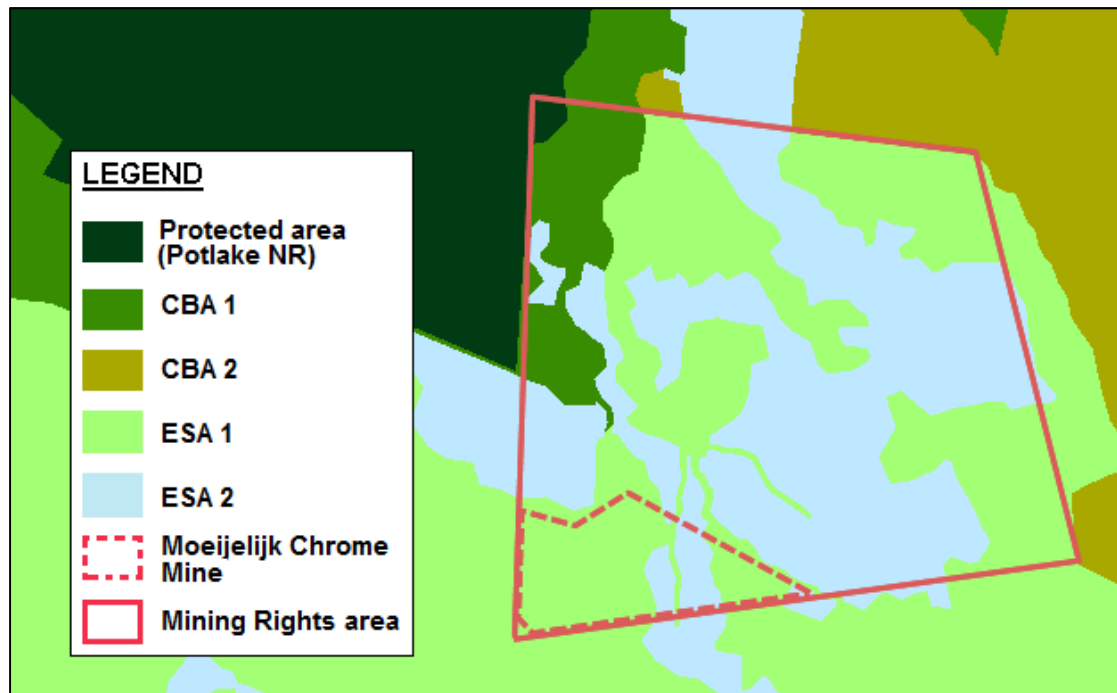 LEGEND
Protected area
(Potlake NR)
CBA 1
CBA 2
ESA 1
ESA 2
Moeijelijk Chrome
Mine
Mining Rights area